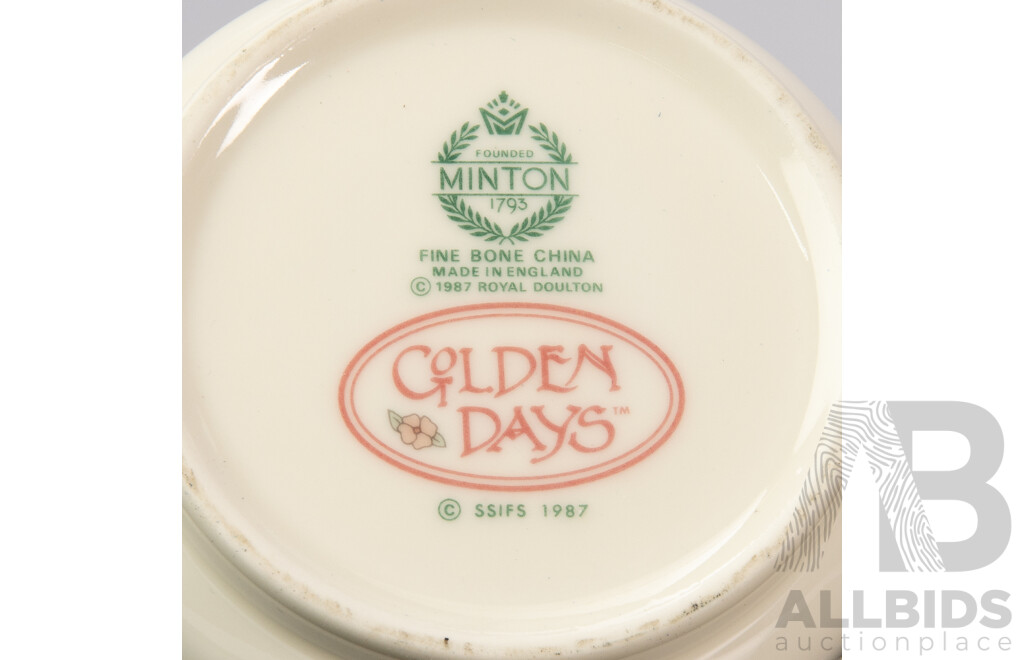 FOUNDED
MINTON
1793
FINE BONE CHINA
MADE IN ENGLAND
© 1987 ROYAL DOULTON
GOLDEN
DAYS™
© SSIFS 1987
AB
ALLBIDS
auctionplace